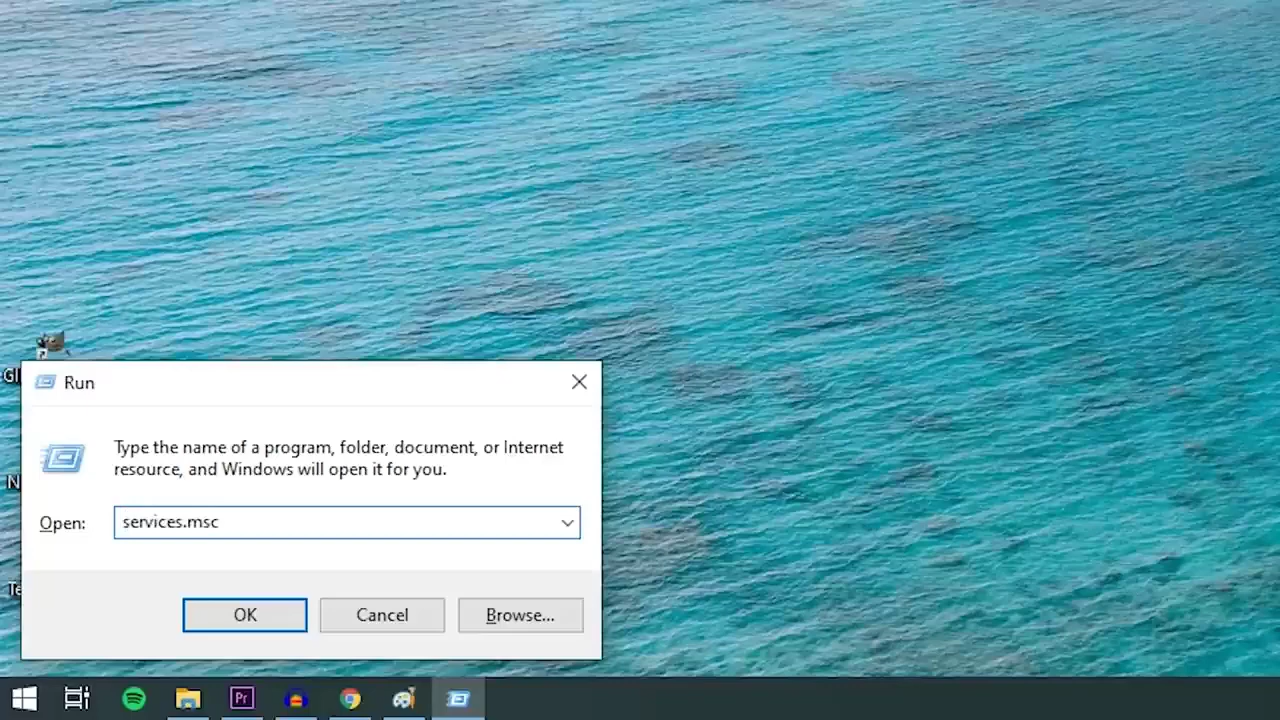 Run
Type the name of a program, folder, document, or Internet
resource, and Windows will open it for you.
Open:
services.msc
OK
Cancel
Browse...
Pr